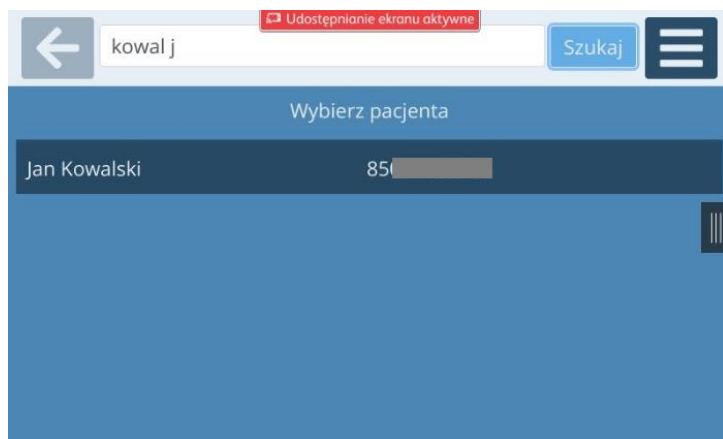 Udostępnianie ekranu aktywne
kowal j
Szukaj
Wybierz pacjenta
Jan Kowalski 85